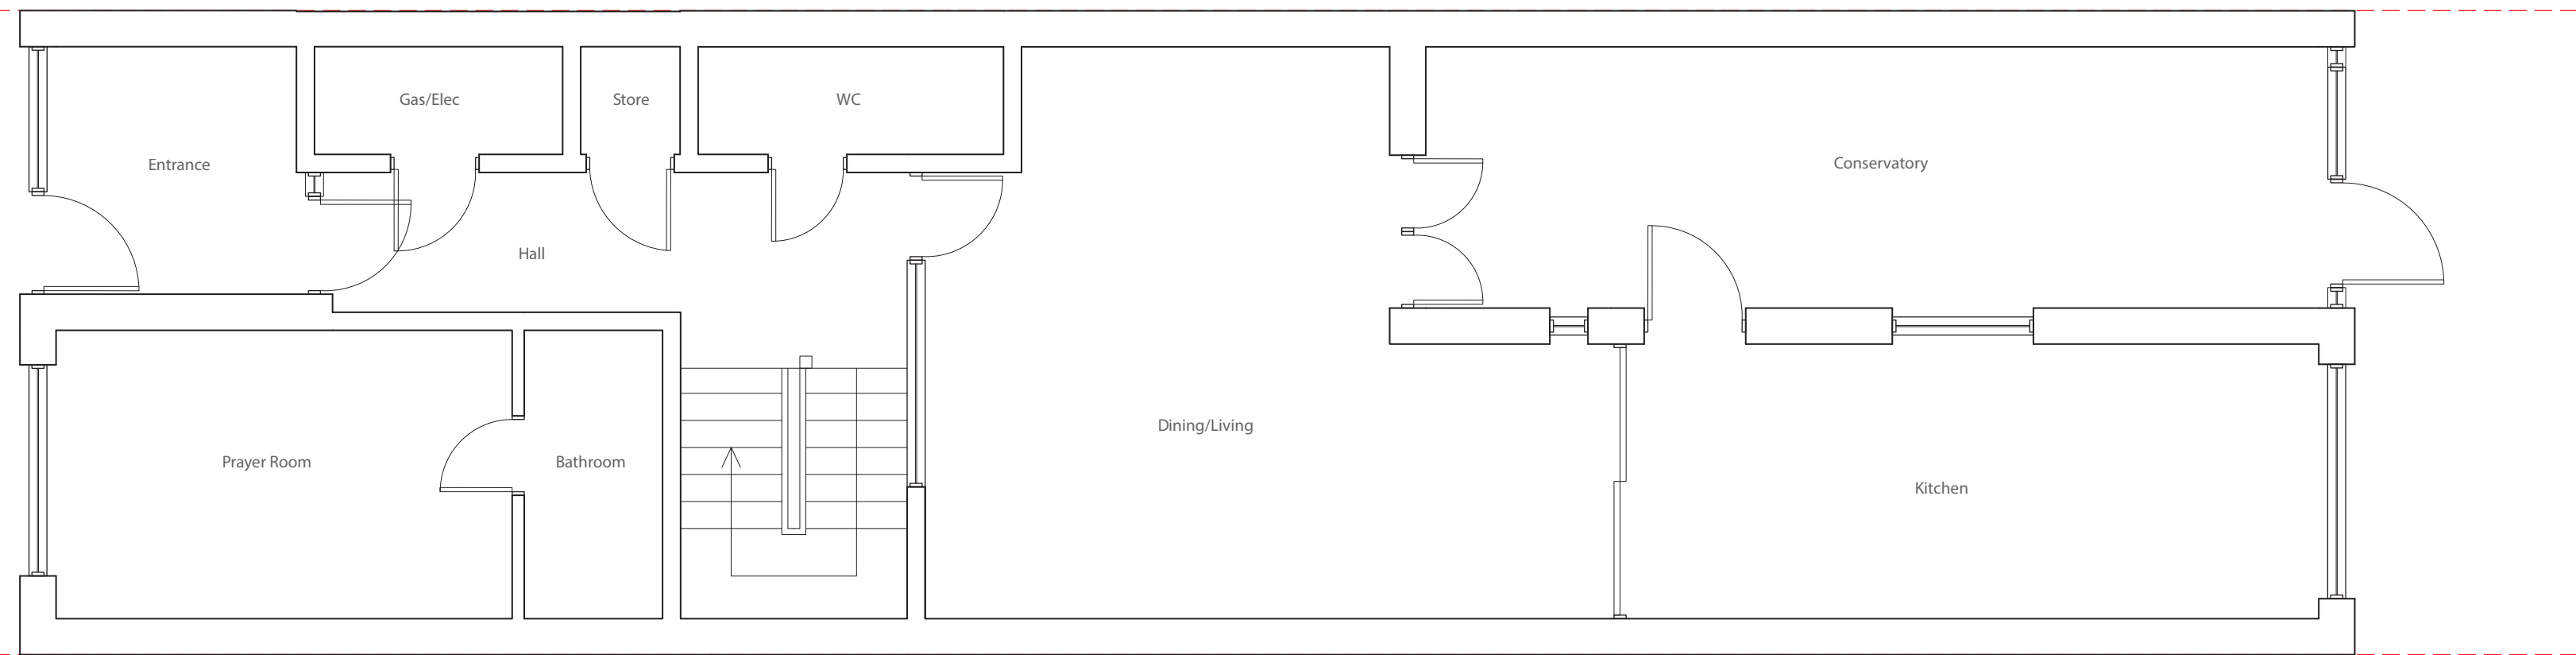 Gas/Elec
Store
WC
Entrance
Conservatory
Hall
Dining/Living
Prayer Room
Bathroom
Kitchen